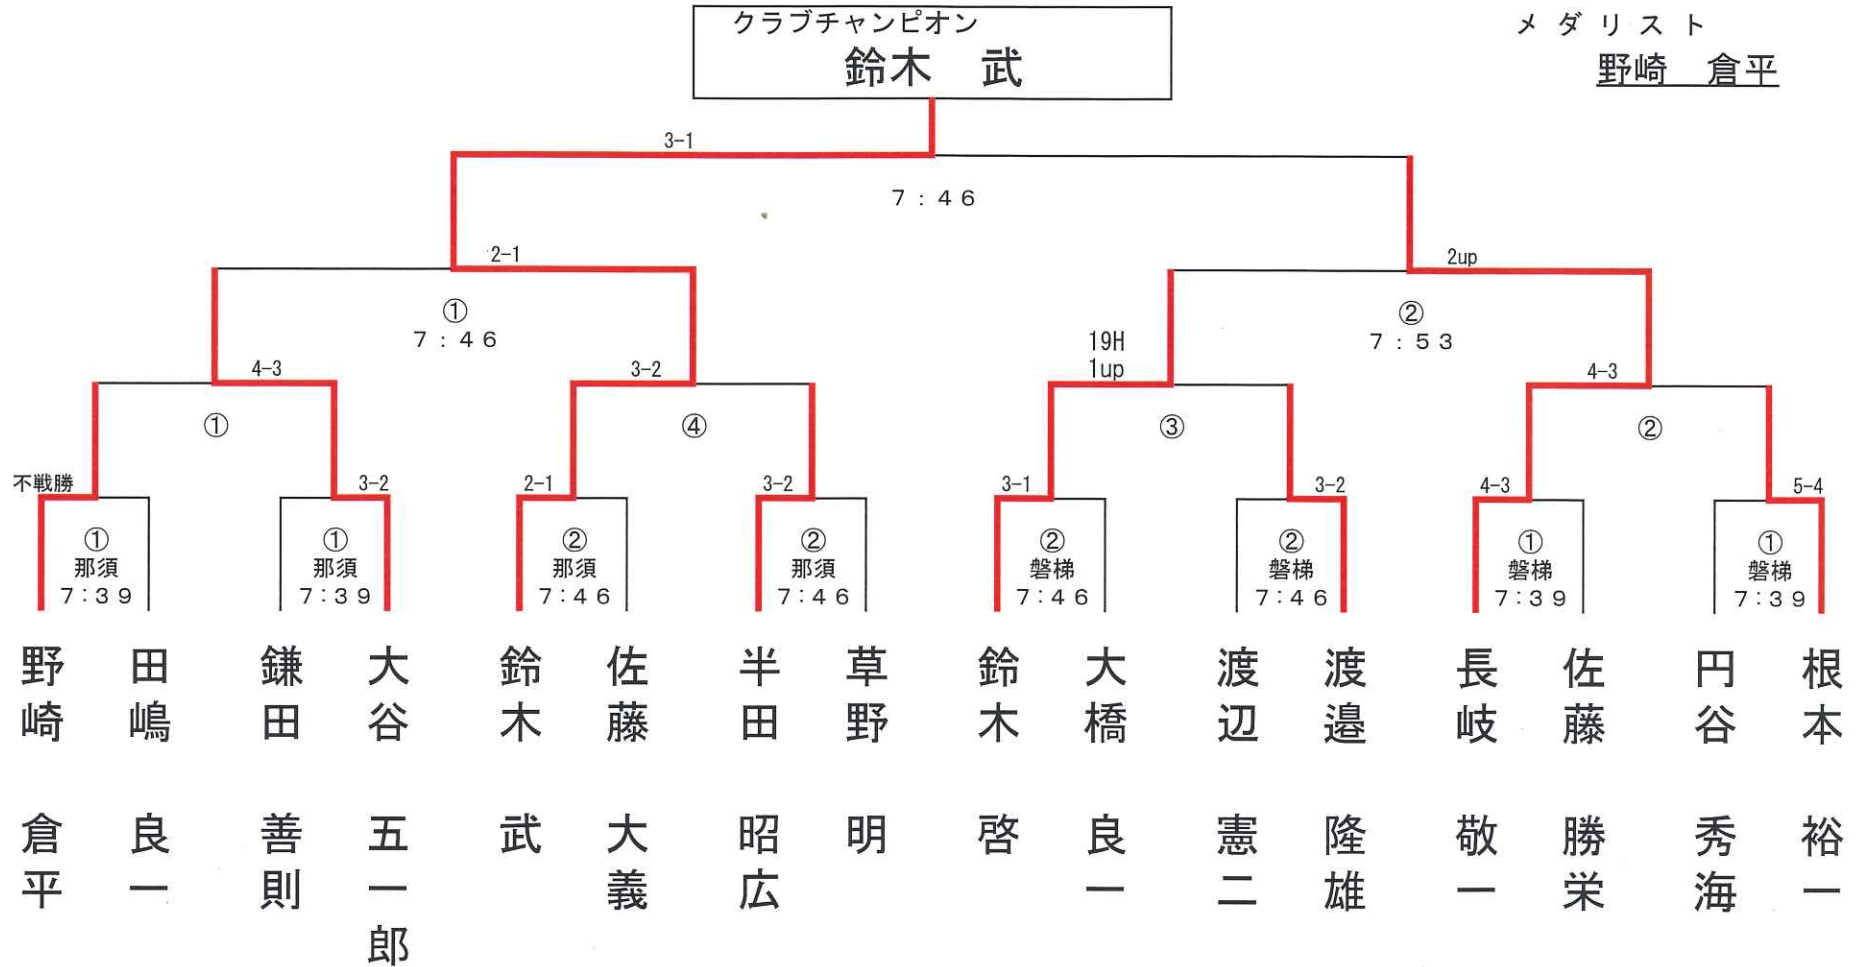 クラブチャンピオン
鈴木 武
メダリスト
野崎 倉平
3-1
7:46
2-1
2up
①
7:46
②
7:53
4-3
3-2
19H
1up
4-3
①
④
③
②
不戦勝
3-2
2-1
3-2
3-1
3-2
4-3
5-4
①
那須
7:39
①
那須
7:39
②
那須
7:46
②
那須
7:46
②
磐梯
7:46
②
磐梯
7:46
①
磐梯
7:39
①
磐梯
7:39
野崎 倉平
田嶋 良一
鎌田 善則
大谷 五一郎
鈴木 武
佐藤 大義
半田 昭広
草野 明
鈴木 啓
大橋 良一
渡辺 憲二
渡邉 隆雄
長岐 敬一
佐藤 勝栄
円谷 秀海
根本 裕一